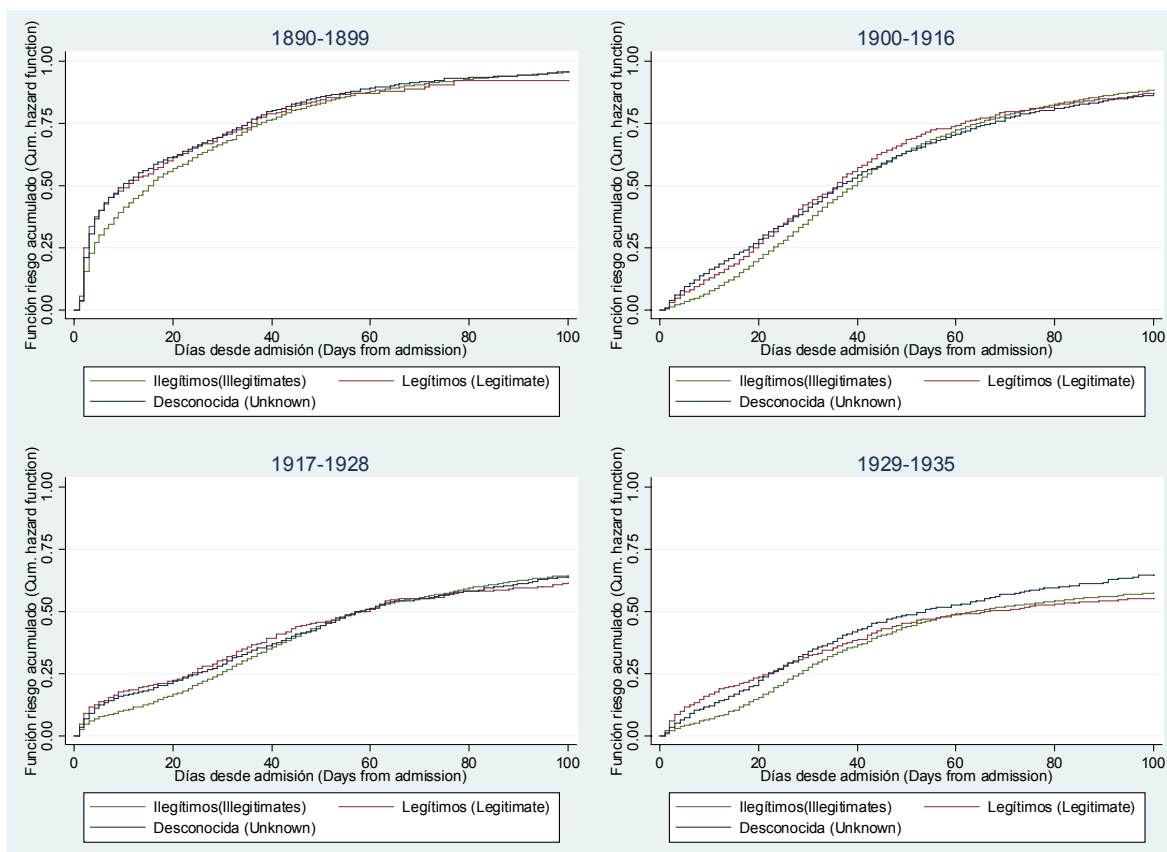 1890-1899
Función riesgo acumulado (Cum. hazard function)
1.00
0.75
0.50
0.25
0.00
0 20 40 60 80 100
Días desde admisión (Days from admission)
Ilegítimos(Illegitimates) Legítimos (Legitimate)
Desconocida (Unknown)
1900-1916
Función riesgo acumulado (Cum. hazard function)
1.00
0.75
0.50
0.25
0.00
0 20 40 60 80 100
Días desde admisión (Days from admission)
Ilegítimos(Illegitimates) Legítimos (Legitimate)
Desconocida (Unknown)
1917-1928
Función riesgo acumulado (Cum. hazard function)
1.00
0.75
0.50
0.25
0.00
0 20 40 60 80 100
Días desde admisión (Days from admission)
Ilegítimos(Illegitimates) Legítimos (Legitimate)
Desconocida (Unknown)
1929-1935
Función riesgo acumulado (Cum. hazard function)
1.00
0.75
0.50
0.25
0.00
0 20 40 60 80 100
Días desde admisión (Days from admission)
Ilegítimos(Illegitimates) Legítimos (Legitimate)
Desconocida (Unknown)